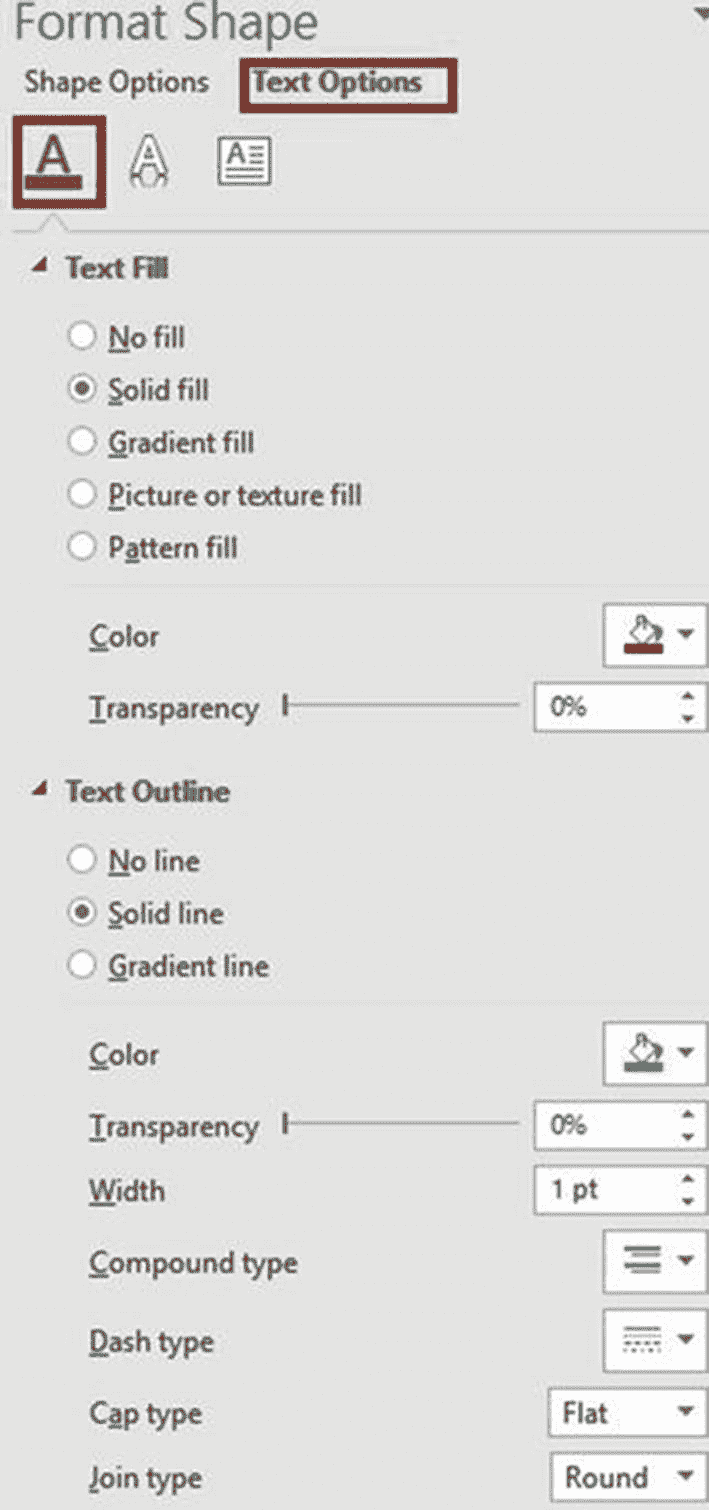 Format Shape
Shape Options Text Options
Text Fill
No fill
Solid fill
Gradient fill
Picture or texture fill
Pattern fill
Color
Transparency 0%
Text Outline
No line
Solid line
Gradient line
Color
Transparency 0%
Width 1 pt
Compound type
Dash type
Cap type Flat
Join type Round